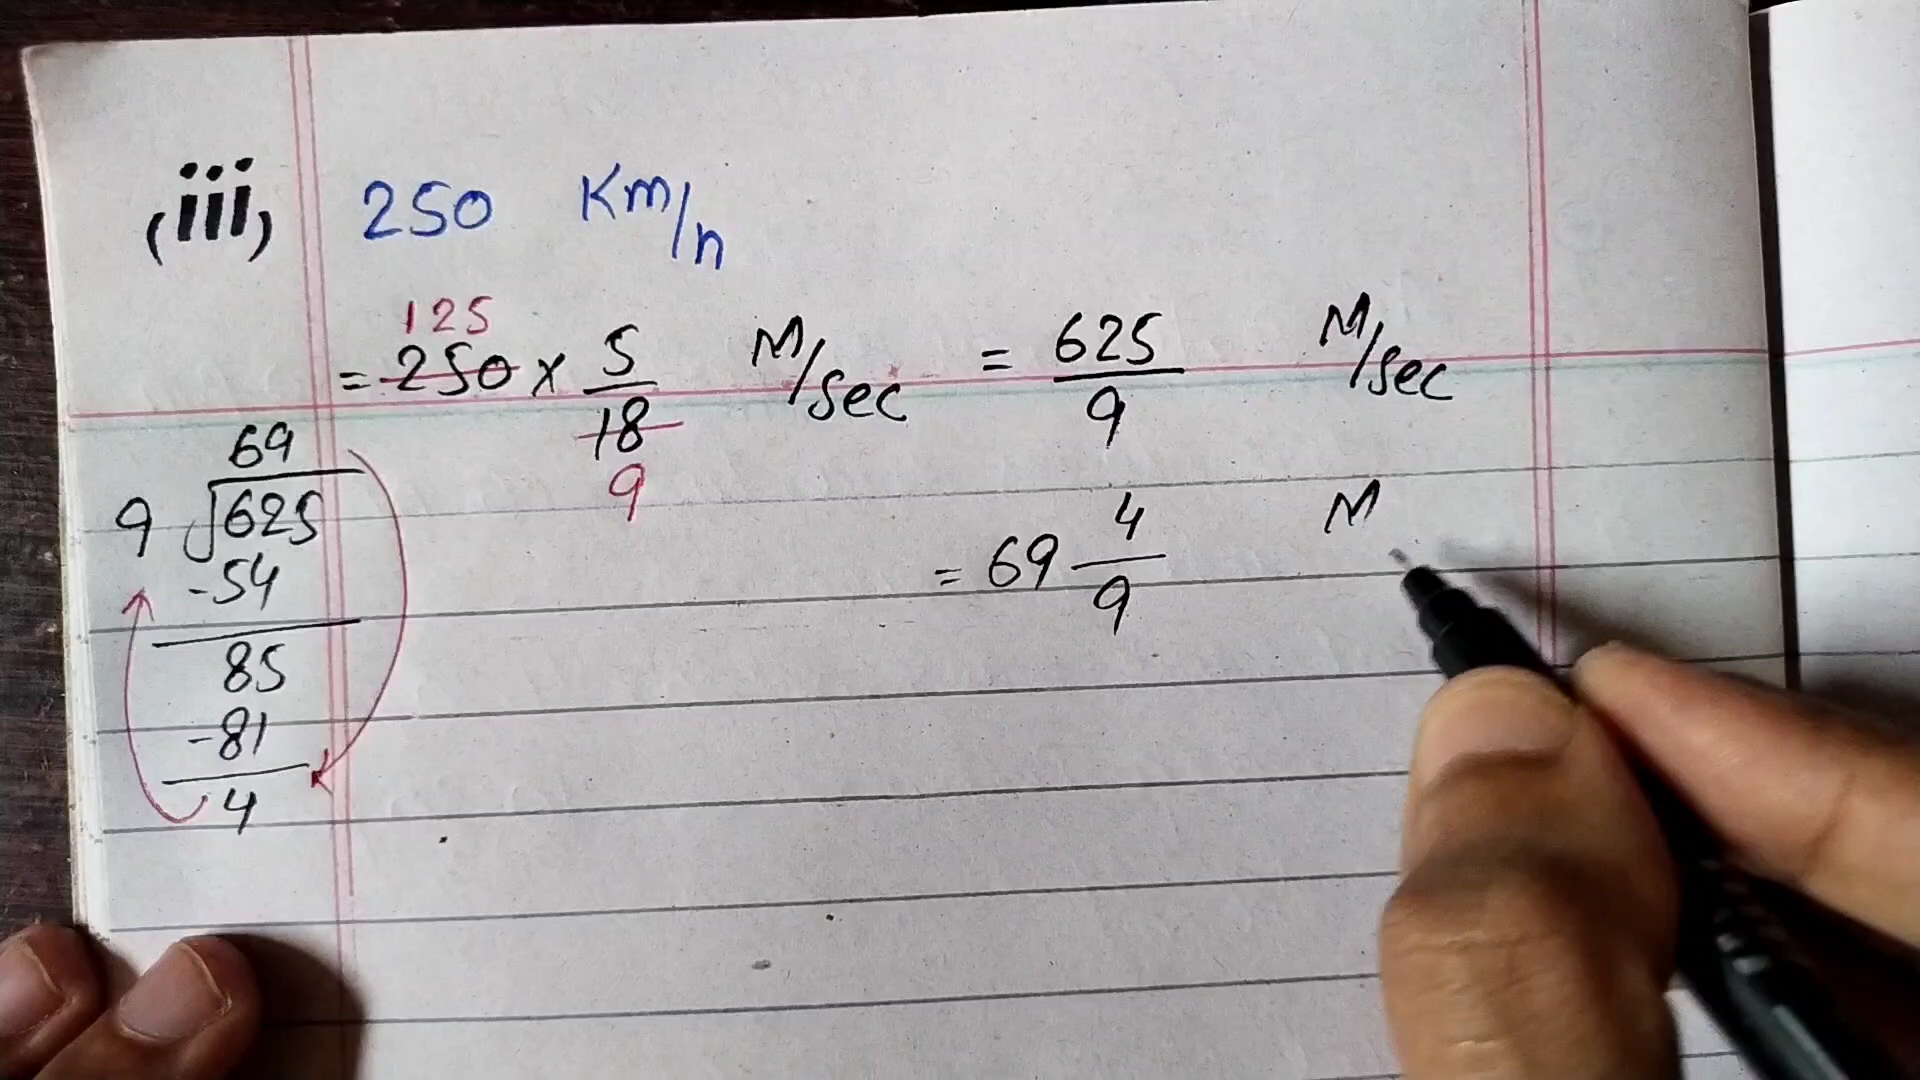 (iii) 250 Km/h
125
= 250 × 5/18 M/sec = 625/9 M/sec
9
= 69 4/9 M
69
9 √625
-54
85
-81
4